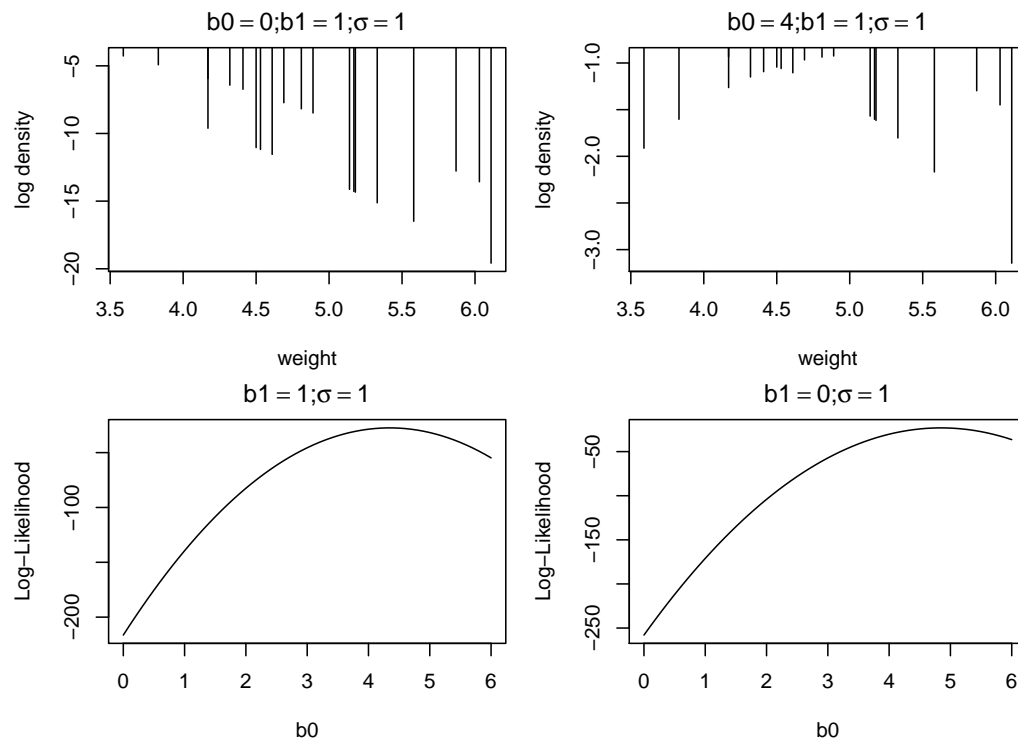 b0 = 0;b1 = 1;σ = 1
log density
−5
−10
−15
−20
3.5 4.0 4.5 5.0 5.5 6.0
weight
b0 = 4;b1 = 1;σ = 1
log density
−1.0
−2.0
−3.0
3.5 4.0 4.5 5.0 5.5 6.0
weight
b1 = 1;σ = 1
Log−Likelihood
−100
−200
0 1 2 3 4 5 6
b0
b1 = 0;σ = 1
Log−Likelihood
−50
−150
−250
0 1 2 3 4 5 6
b0